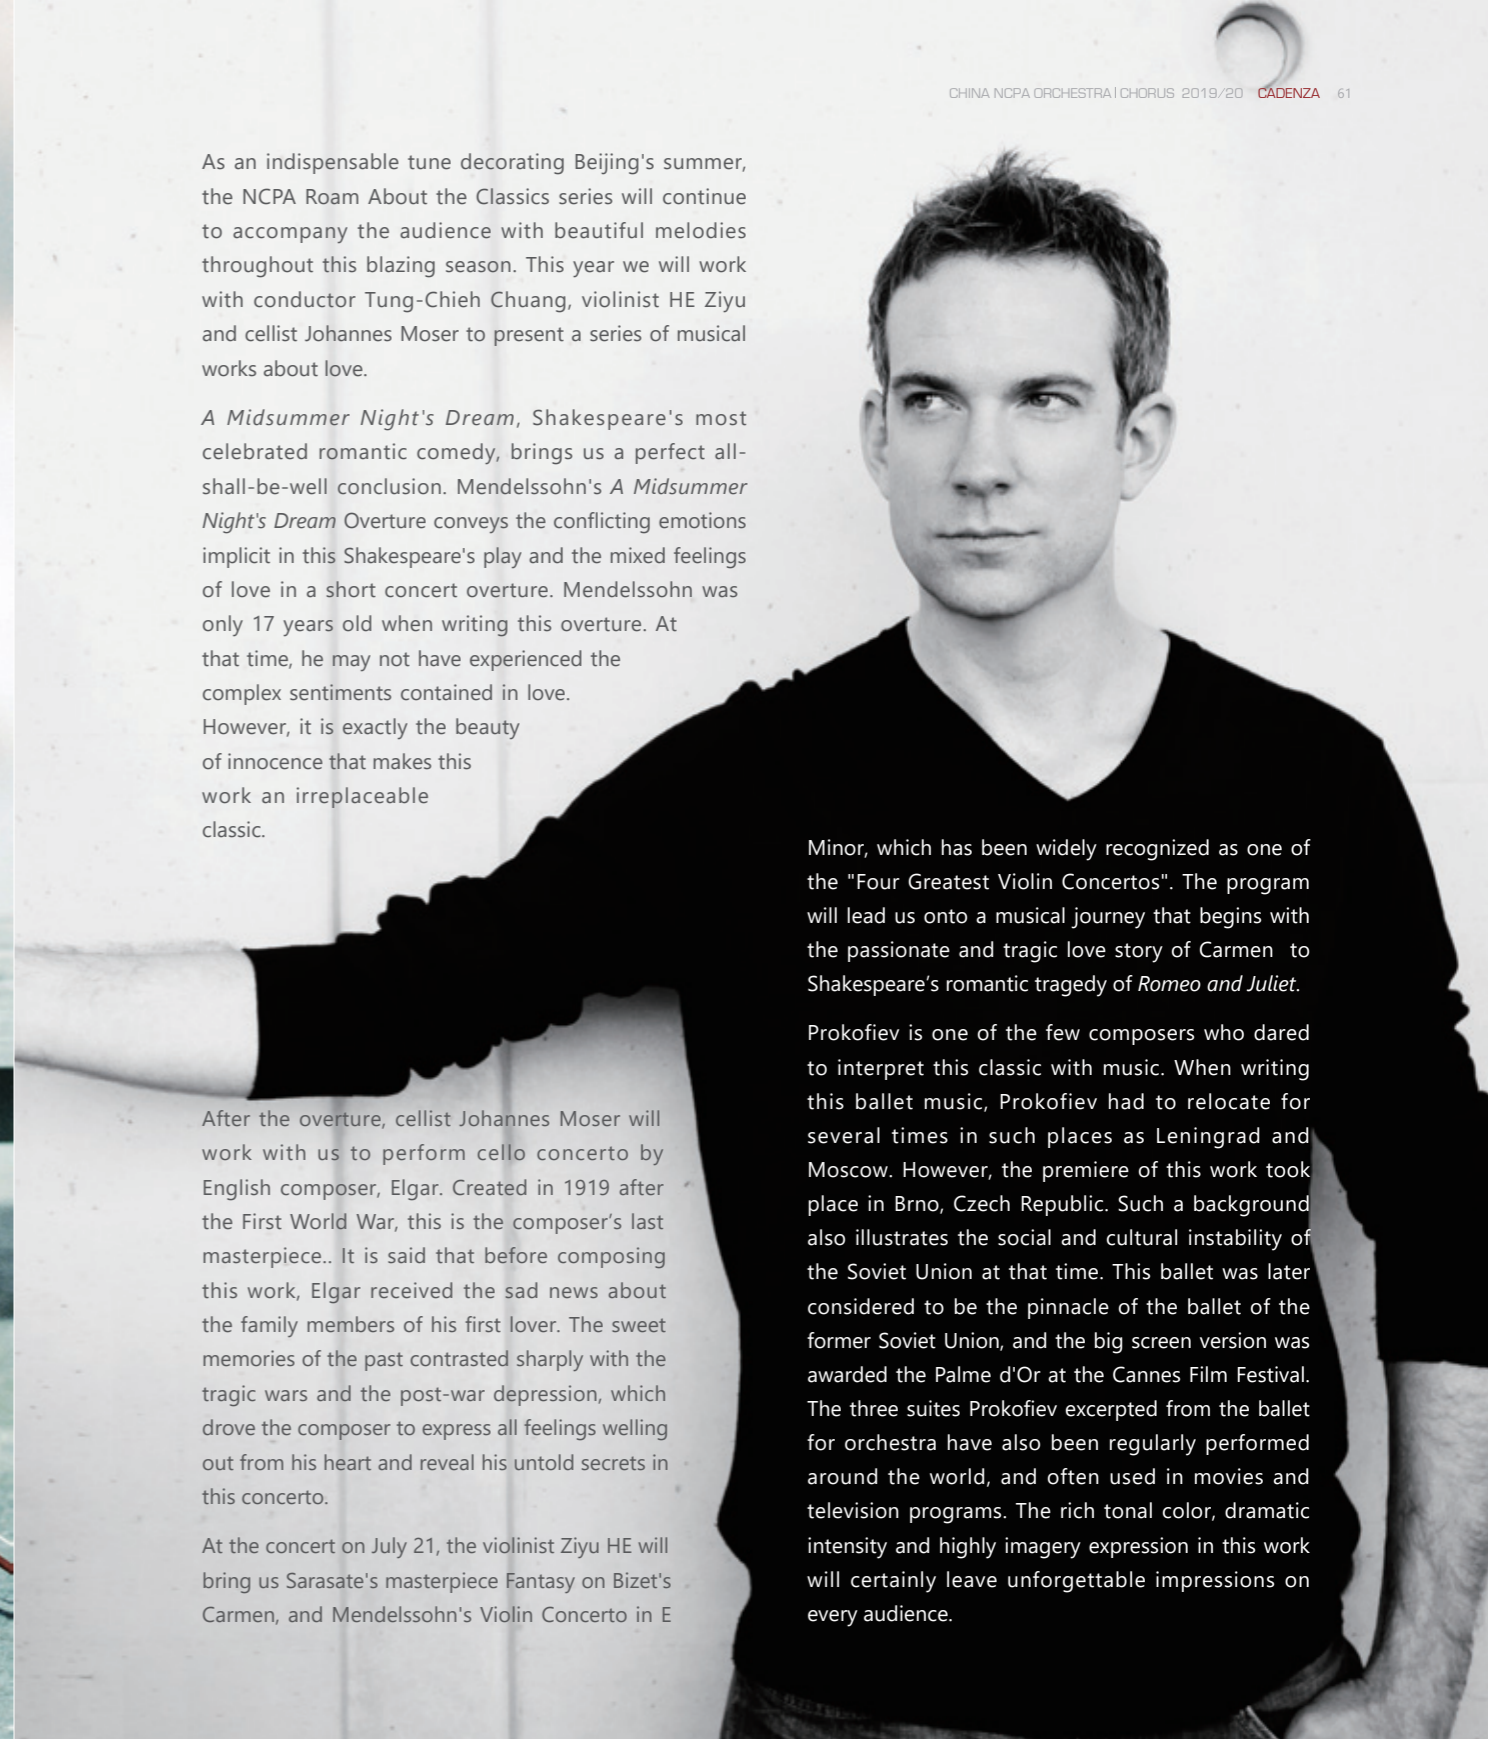 CHINA NCPA ORCHESTRA | CHORUS 2019/20 CADENZA 61
As an indispensable tune decorating Beijing's summer,
the NCPA Roam About the Classics series will continue
to accompany the audience with beautiful melodies
throughout this blazing season. This year we will work
with conductor Tung-Chieh Chuang, violinist HE Ziyu
and cellist Johannes Moser to present a series of musical
works about love.
A Midsummer Night's Dream, Shakespeare's most
celebrated romantic comedy, brings us a perfect all-
shall-be-well conclusion. Mendelssohn's A Midsummer
Night's Dream Overture conveys the conflicting emotions
implicit in this Shakespeare's play and the mixed feelings
of love in a short concert overture. Mendelssohn was
only 17 years old when writing this overture. At
that time, he may not have experienced the
complex sentiments contained in love.
However, it is exactly the beauty
of innocence that makes this
work an irreplaceable
classic.
After the overture, cellist Johannes Moser will
work with us to perform cello concerto by
English composer, Elgar. Created in 1919 after
the First World War, this is the composer’s last
masterpiece.. It is said that before composing
this work, Elgar received the sad news about
the family members of his first lover. The sweet
memories of the past contrasted sharply with the
tragic wars and the post-war depression, which
drove the composer to express all feelings welling
out from his heart and reveal his untold secrets in
this concerto.
At the concert on July 21, the violinist Ziyu HE will
bring us Sarasate's masterpiece Fantasy on Bizet's
Carmen, and Mendelssohn's Violin Concerto in E
Minor, which has been widely recognized as one of
the "Four Greatest Violin Concertos". The program
will lead us onto a musical journey that begins with
the passionate and tragic love story of Carmen to
Shakespeare’s romantic tragedy of Romeo and Juliet.
Prokofiev is one of the few composers who dared
to interpret this classic with music. When writing
this ballet music, Prokofiev had to relocate for
several times in such places as Leningrad and
Moscow. However, the premiere of this work took
place in Brno, Czech Republic. Such a background
also illustrates the social and cultural instability of
the Soviet Union at that time. This ballet was later
considered to be the pinnacle of the ballet of the
former Soviet Union, and the big screen version was
awarded the Palme d'Or at the Cannes Film Festival.
The three suites Prokofiev excerpted from the ballet
for orchestra have also been regularly performed
around the world, and often used in movies and
television programs. The rich tonal color, dramatic
intensity and highly imagery expression in this work
will certainly leave unforgettable impressions on
every audience.